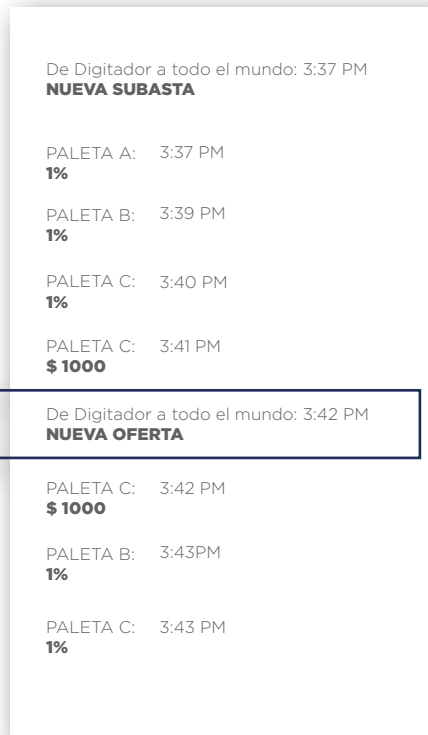 De Digitador a todo el mundo: 3:37 PM
NUEVA SUBASTA
PALETA A: 3:37 PM
1%
PALETA B: 3:39 PM
1%
PALETA C: 3:40 PM
1%
PALETA C: 3:41 PM
$ 1000
De Digitador a todo el mundo: 3:42 PM
NUEVA OFERTA
PALETA C: 3:42 PM
$ 1000
PALETA B: 3:43PM
1%
PALETA C: 3:43 PM
1%